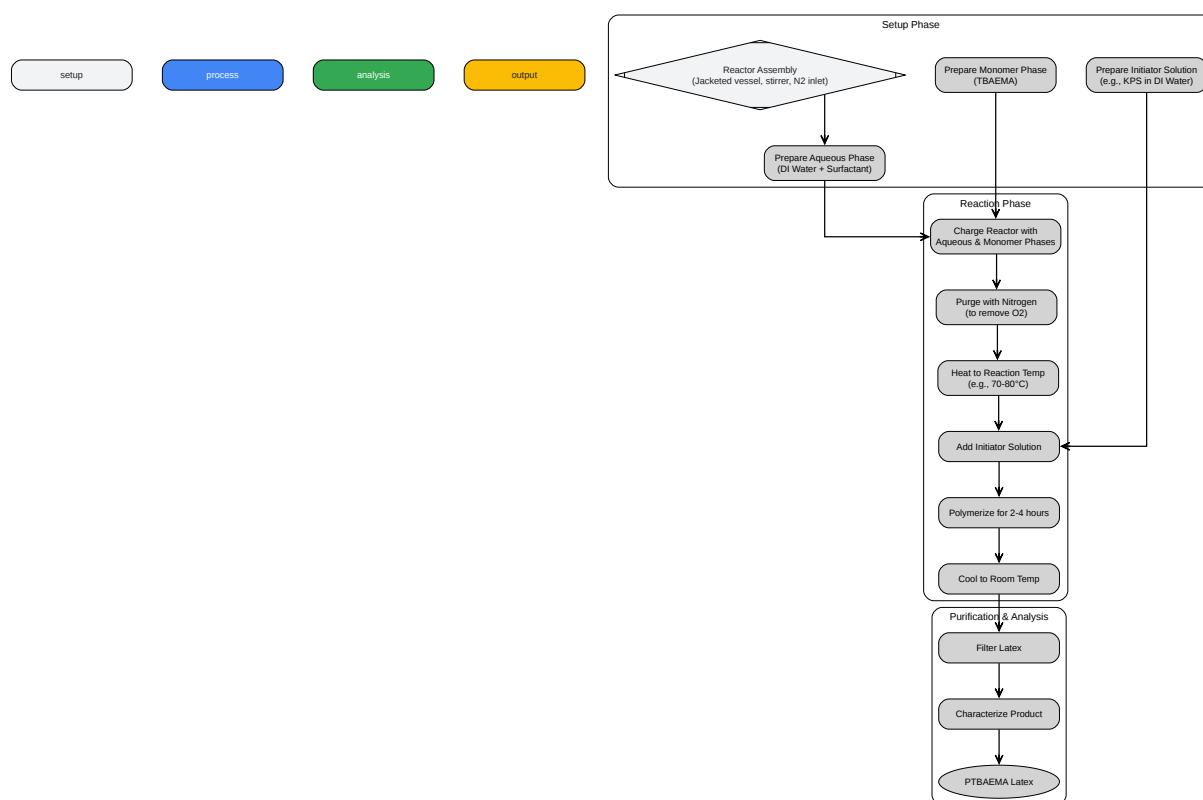 Setup Phase
setup
process
analysis
output
Reactor Assembly
(Jacketed vessel, stirrer, N2 inlet)
Prepare Monomer Phase
(TBAEMA)
Prepare Initiator Solution
(e.g., KPS in DI Water)
Prepare Aqueous Phase
(DI Water + Surfactant)
Reaction Phase
Charge Reactor with
Aqueous & Monomer Phases
Purge with Nitrogen
(to remove O2)
Heat to Reaction Temp
(e.g., 70-80°C)
Add Initiator Solution
Polymerize for 2-4 hours
Cool to Room Temp
Purification & Analysis
Filter Latex
Characterize Product
PTBAEMA Latex